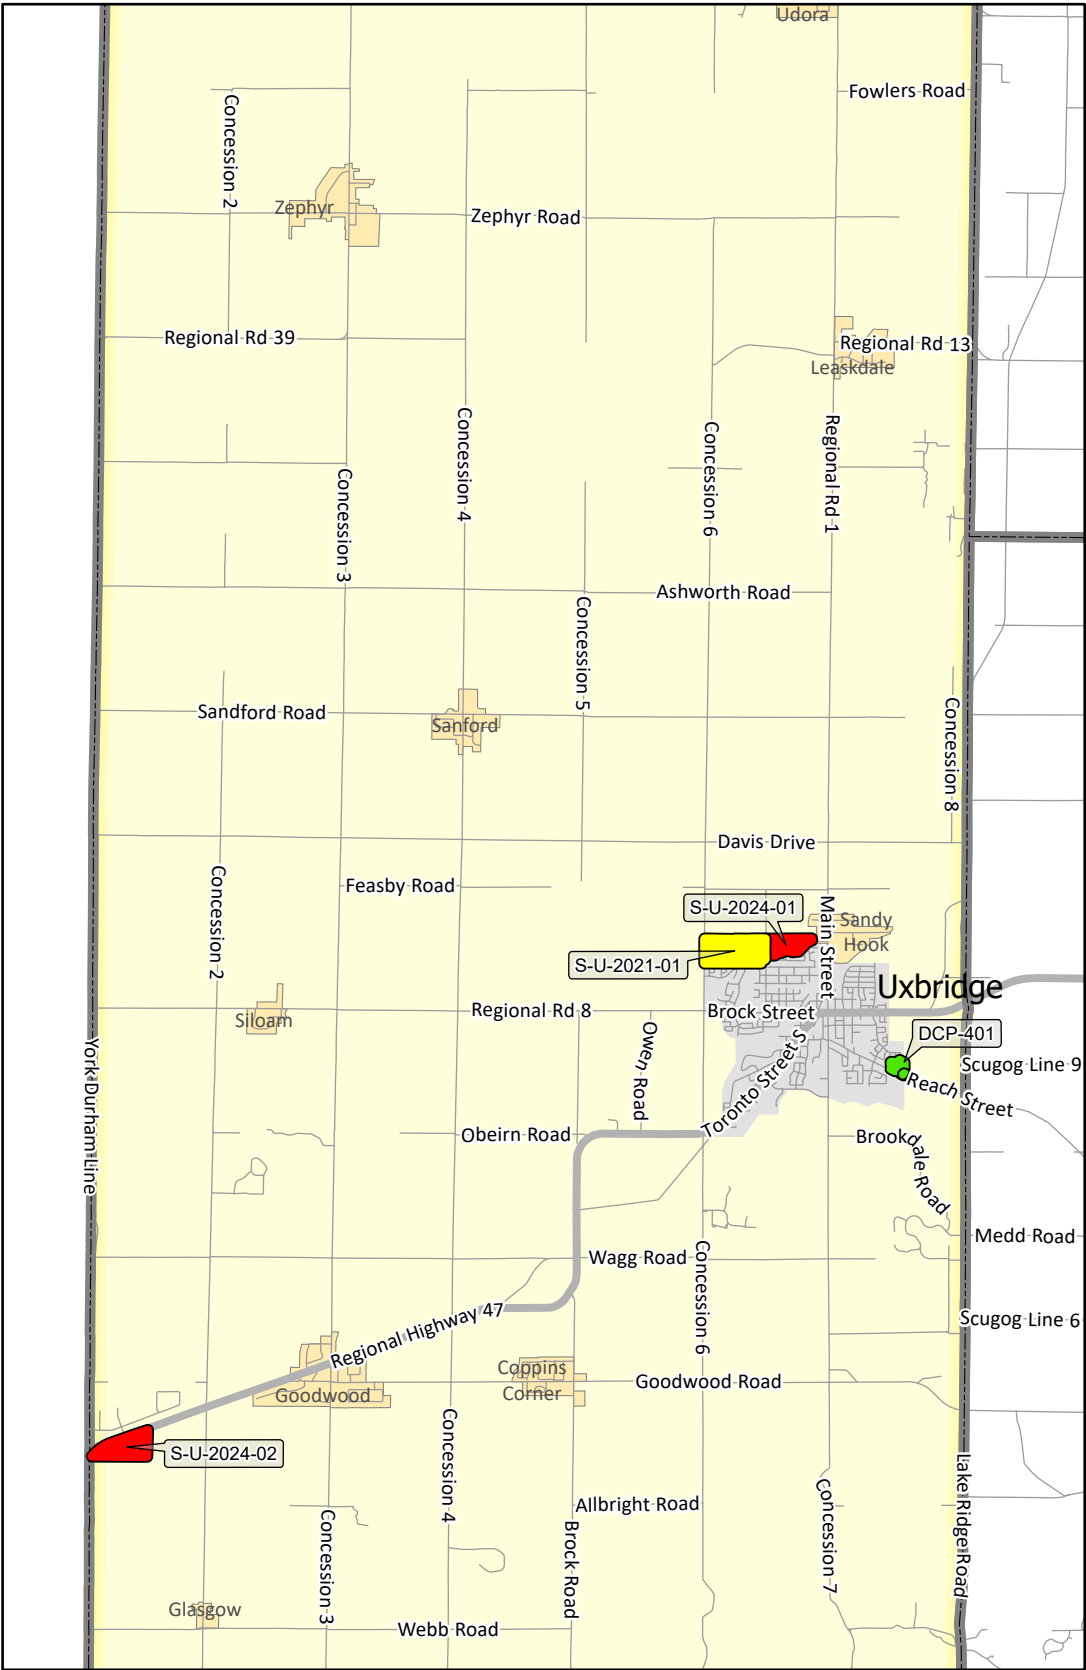 Udora
Fowlers Road
Concession 2
Zephyr
Zephyr Road
Regional Rd 39
Regional Rd 13
Leaskdale
Concession 4
Concession 6
Regional Rd 1
Concession 3
Ashworth Road
Concession 5
Sandford Road
Sanford
Concession 8
Davis Drive
Concession 2
Feasby Road
S-U-2024-01
Main Street
Sandy
Hook
S-U-2021-01
Uxbridge
Siloam
Regional Rd 8
Brock Street
Owen Road
Toronto Street S
DCP-401
Scugog Line 9
Reach Street
York Durham Line
Obeirn Road
Brookdale Road
Medd Road
Wagg Road
Concession 6
Regional Highway 47
Scugog Line 6
Coppins
Corner
Goodwood
Goodwood Road
S-U-2024-02
Concession 4
Allbright Road
Concession 7
Lake Ridge Road
Concession 3
Brock Road
Glasgow
Webb Road